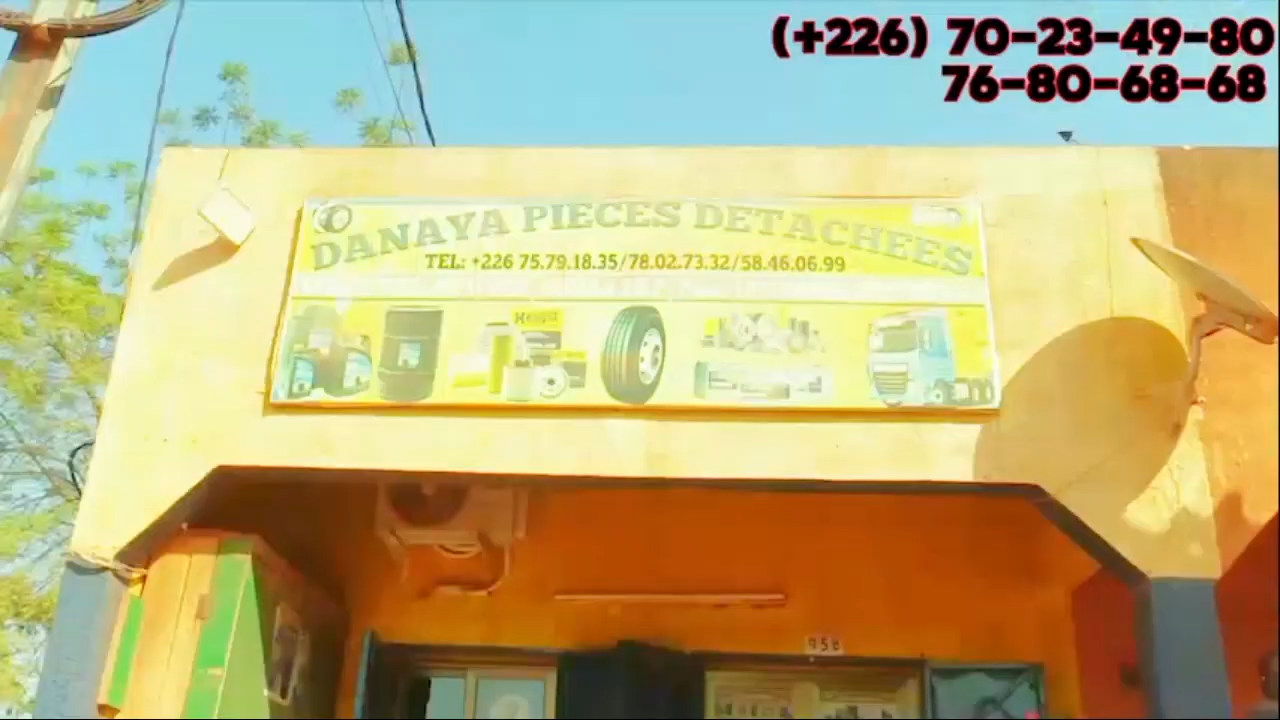 (+226) 70-23-49-80
76-80-68-68
DANAYA PIECES DETACHEES
TEL: +226 75.79.18.35/78.02.73.32/58.46.06.99
958